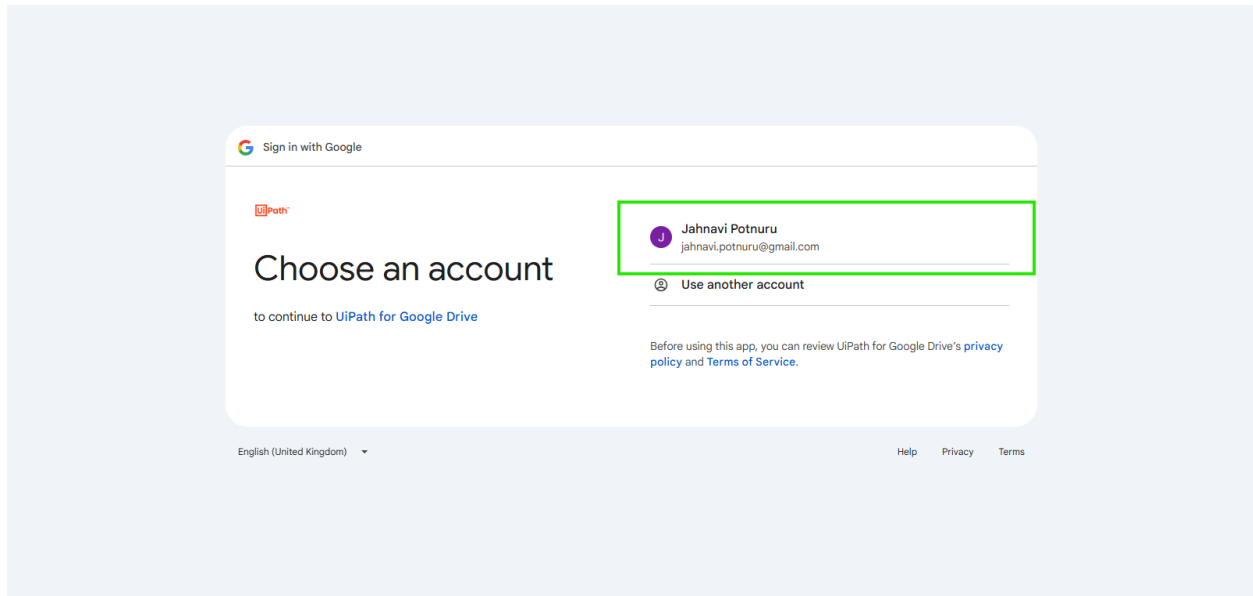 Sign in with Google
UiPath™
Choose an account
to continue to UiPath for Google Drive
J
Jahnavi Potnuru
jahnavi.potnuru@gmail.com
Use another account
Before using this app, you can review UiPath for Google Drive’s privacy
policy and Terms of Service.
English (United Kingdom)
Help Privacy Terms